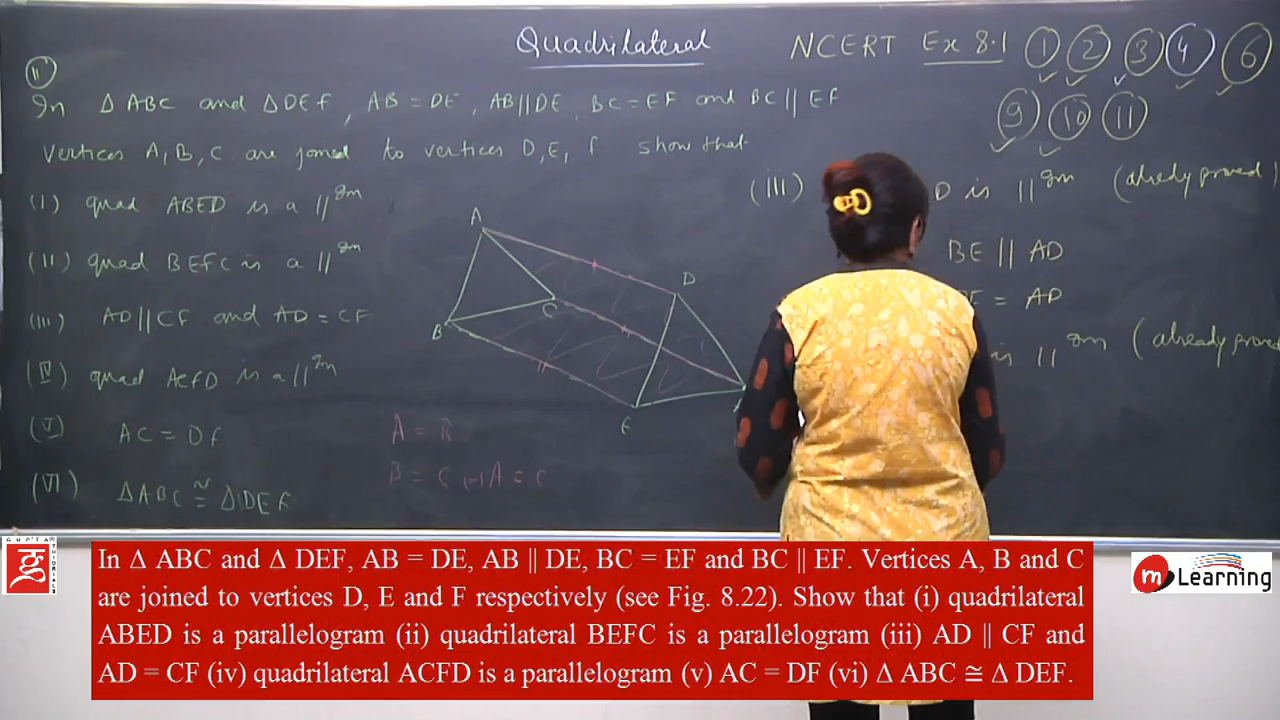 Quadrilateral
NCERT Ex 8.1 1 2 3 4 6
9 10 11
11
In Δ ABC and Δ DEF, AB = DE, AB || DE, BC = EF and BC || EF
vertices A, B, C are joined to vertices D, E, F show that
(i) quad ABED is a ||gm
(ii) quad BEFC is a ||gm
(iii) AD || CF and AD = CF
(iv) quad ACFD is a ||gm
(v) AC = DF
(vi) ΔABC ≅ ΔDEF
A
B
C
D
E
A = B
B = C ∴ A = C
(iii) D is ||gm (already proved)
BE || AD
BE = AD
is ||gm (already proved
GUPTA TUTORIALS
In Δ ABC and Δ DEF, AB = DE, AB || DE, BC = EF and BC || EF. Vertices A, B and C
are joined to vertices D, E and F respectively (see Fig. 8.22). Show that (i) quadrilateral
ABED is a parallelogram (ii) quadrilateral BEFC is a parallelogram (iii) AD || CF and
AD = CF (iv) quadrilateral ACFD is a parallelogram (v) AC = DF (vi) Δ ABC ≅ Δ DEF.
m Learning